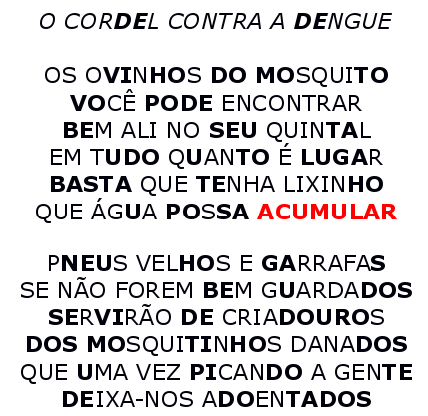 O CORDEL CONTRA A DENGUE
OS OVINHOS DO MOSQUITO
VOCÊ PODE ENCONTRAR
BEM ALI NO SEU QUINTAL
EM TUDO QUANTO É LUGAR
BASTA QUE TENHA LIXINHO
QUE ÁGUA POSSA ACUMULAR
PNEUS VELHOS E GARRAFAS
SE NÃO FOREM BEM GUARDADOS
SERVIRÃO DE CRIADOUROS
DOS MOSQUITINHOS DANADOS
QUE UMA VEZ PICANDO A GENTE
DEIXA-NOS ADOENTADOS